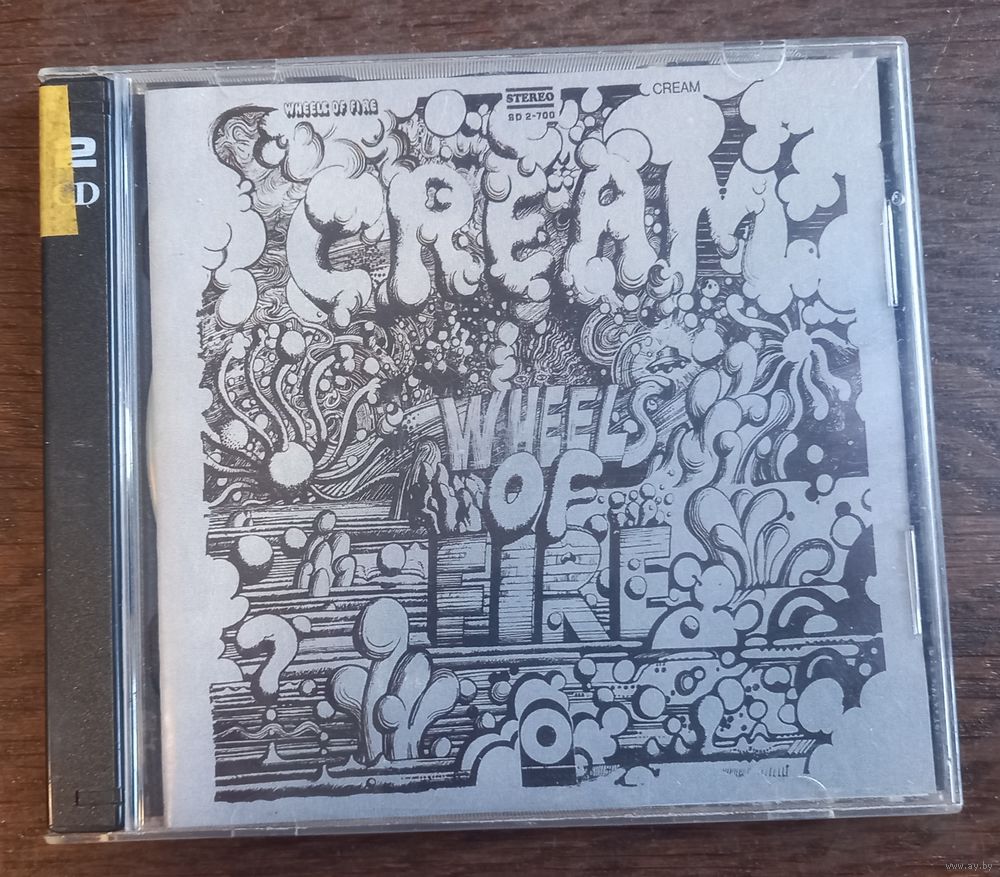 2
CD
WHEELS OF FIRE
STEREO
SD 2-700
CREAM
CREAM
WHEELS
OF
FIRE
www.ay.by